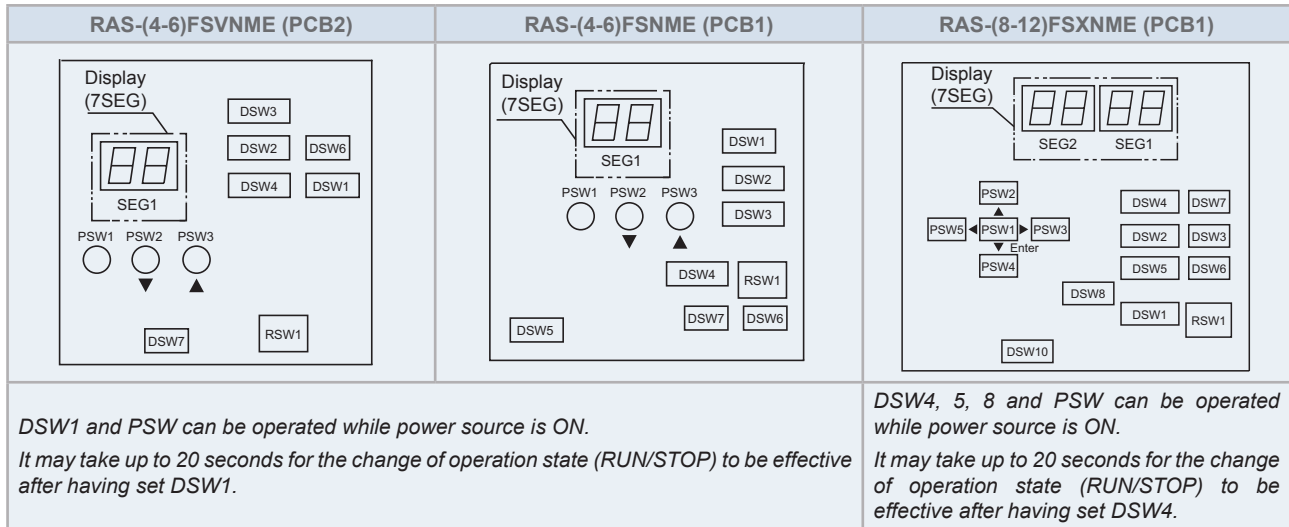 RAS-(4-6)FSVNME (PCB2)
RAS-(4-6)FSNME (PCB1)
RAS-(8-12)FSXNME (PCB1)
Display
(7SEG)
SEG1
DSW3
DSW2
DSW6
DSW4
DSW1
PSW1
PSW2
PSW3
▼
▲
DSW7
RSW1
Display
(7SEG)
SEG1
DSW1
DSW2
DSW3
PSW1
PSW2
PSW3
▼
▲
DSW4
RSW1
DSW7
DSW6
DSW5
Display
(7SEG)
SEG2
SEG1
PSW2
PSW5
PSW1
PSW3
Enter
PSW4
DSW4
DSW7
DSW2
DSW3
DSW5
DSW6
DSW8
DSW1
RSW1
DSW10
DSW1 and PSW can be operated while power source is ON.
It may take up to 20 seconds for the change of operation state (RUN/STOP) to be effective
after having set DSW1.
DSW4, 5, 8 and PSW can be operated
while power source is ON.
It may take up to 20 seconds for the change
of operation state (RUN/STOP) to be
effective after having set DSW4.